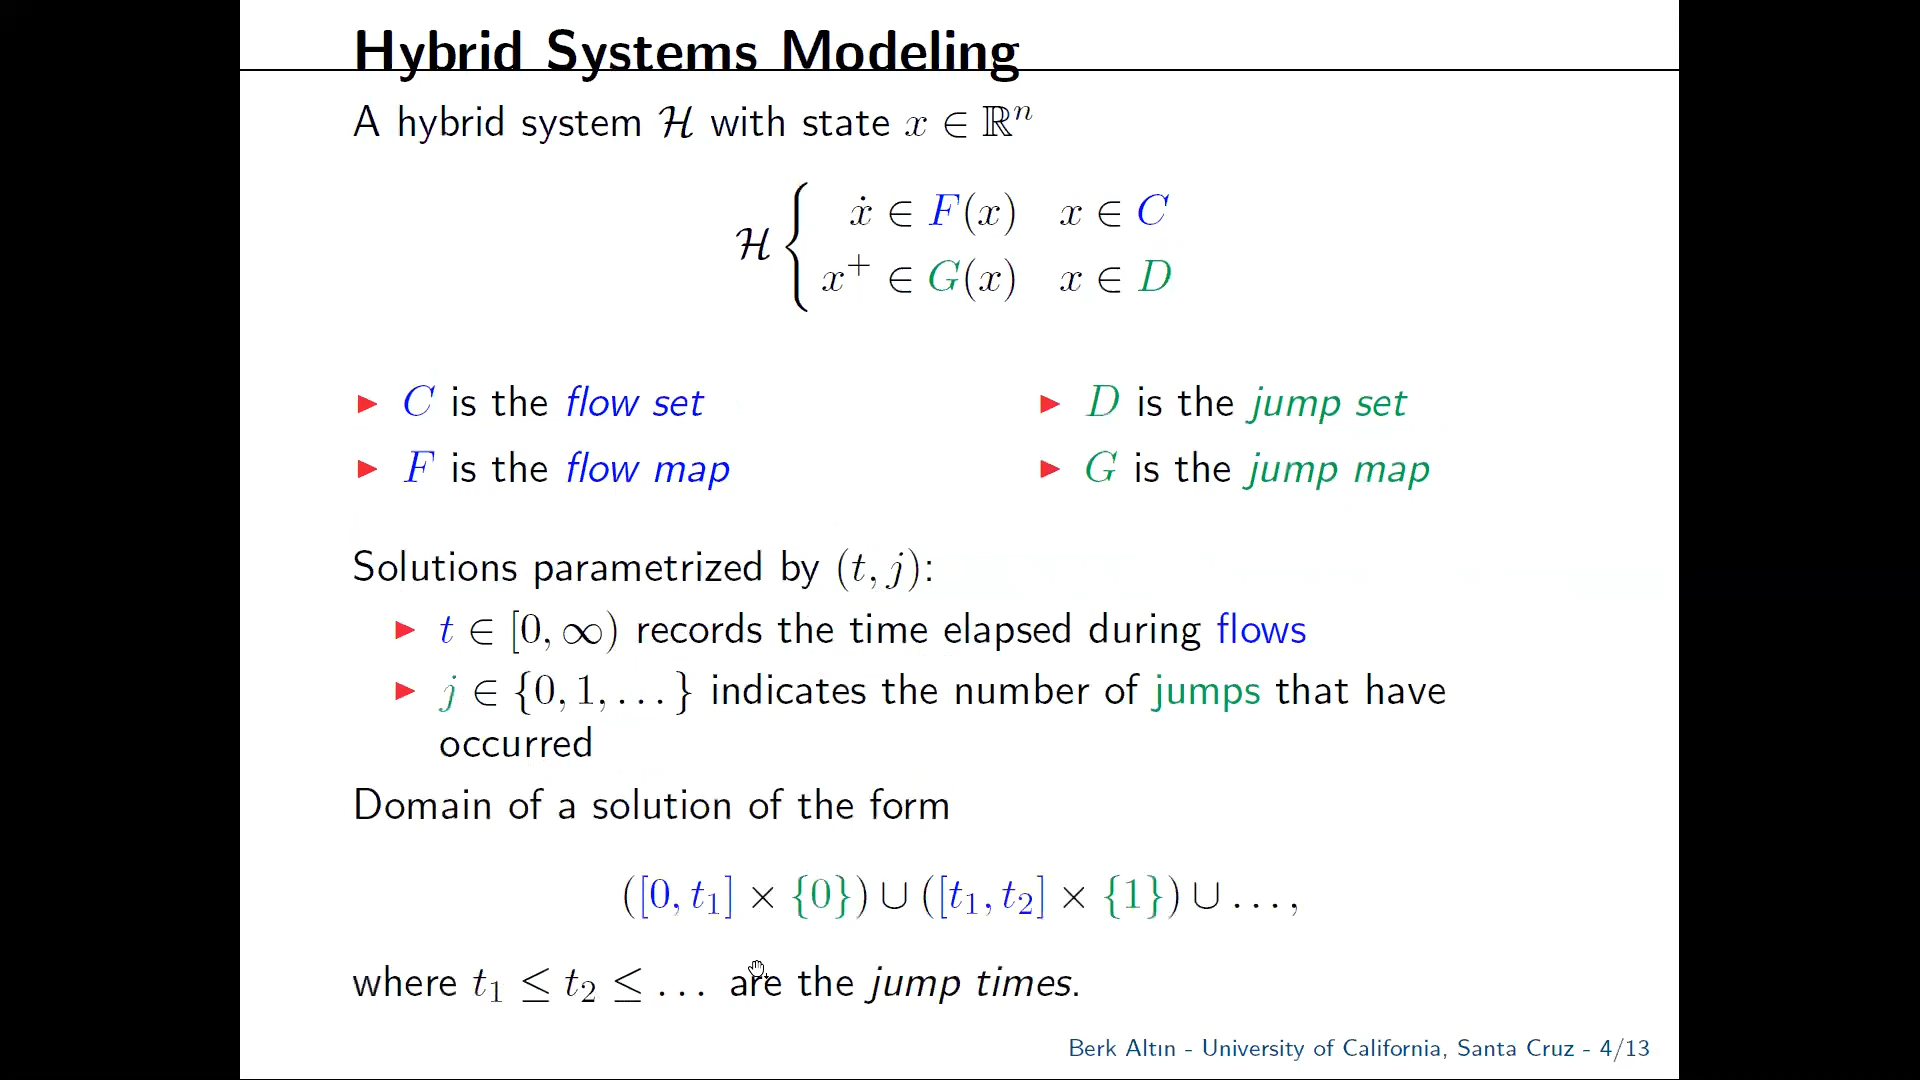 Hybrid Systems Modeling
A hybrid system ℋ with state x ∈ ℝⁿ
ℋ { ẋ ∈ F(x) x ∈ C
x⁺ ∈ G(x) x ∈ D
▶ C is the flow set ▶ D is the jump set
▶ F is the flow map ▶ G is the jump map
Solutions parametrized by (t, j):
▶ t ∈ [0, ∞) records the time elapsed during flows
▶ j ∈ {0, 1, . . . } indicates the number of jumps that have
occurred
Domain of a solution of the form
([0, t₁] × {0}) ∪ ([t₁, t₂] × {1}) ∪ . . . ,
where t₁ ≤ t₂ ≤ . . . are the jump times.
Berk Altın - University of California, Santa Cruz - 4/13